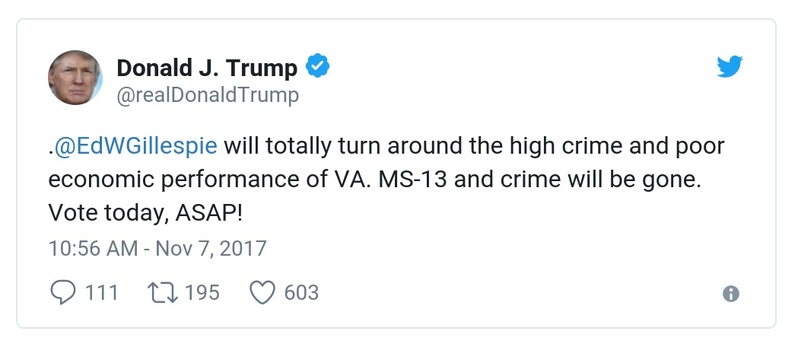 Donald J. Trump
@realDonaldTrump
.@EdWGillespie will totally turn around the high crime and poor
economic performance of VA. MS-13 and crime will be gone.
Vote today, ASAP!
10:56 AM - Nov 7, 2017
111 195 603